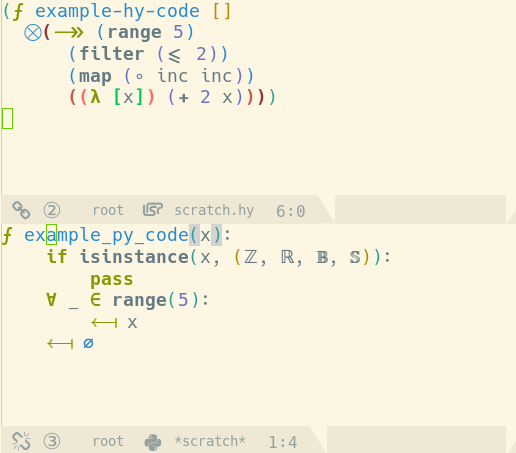 (ƒ example-hy-code []
  ⨂(⟶» (range 5)
      (filter (⩽ 2))
      (map (∘ inc inc))
      ((λ [x]) (+ 2 x))))
② root scratch.hy 6:0
ƒ example_py_code(x):
    if isinstance(x, (ℤ, ℝ, 𝔹, 𝕊)):
        pass
    ∀ _ ∈ range(5):
        ⟻ x
    ⟻ ∅
③ root *scratch* 1:4